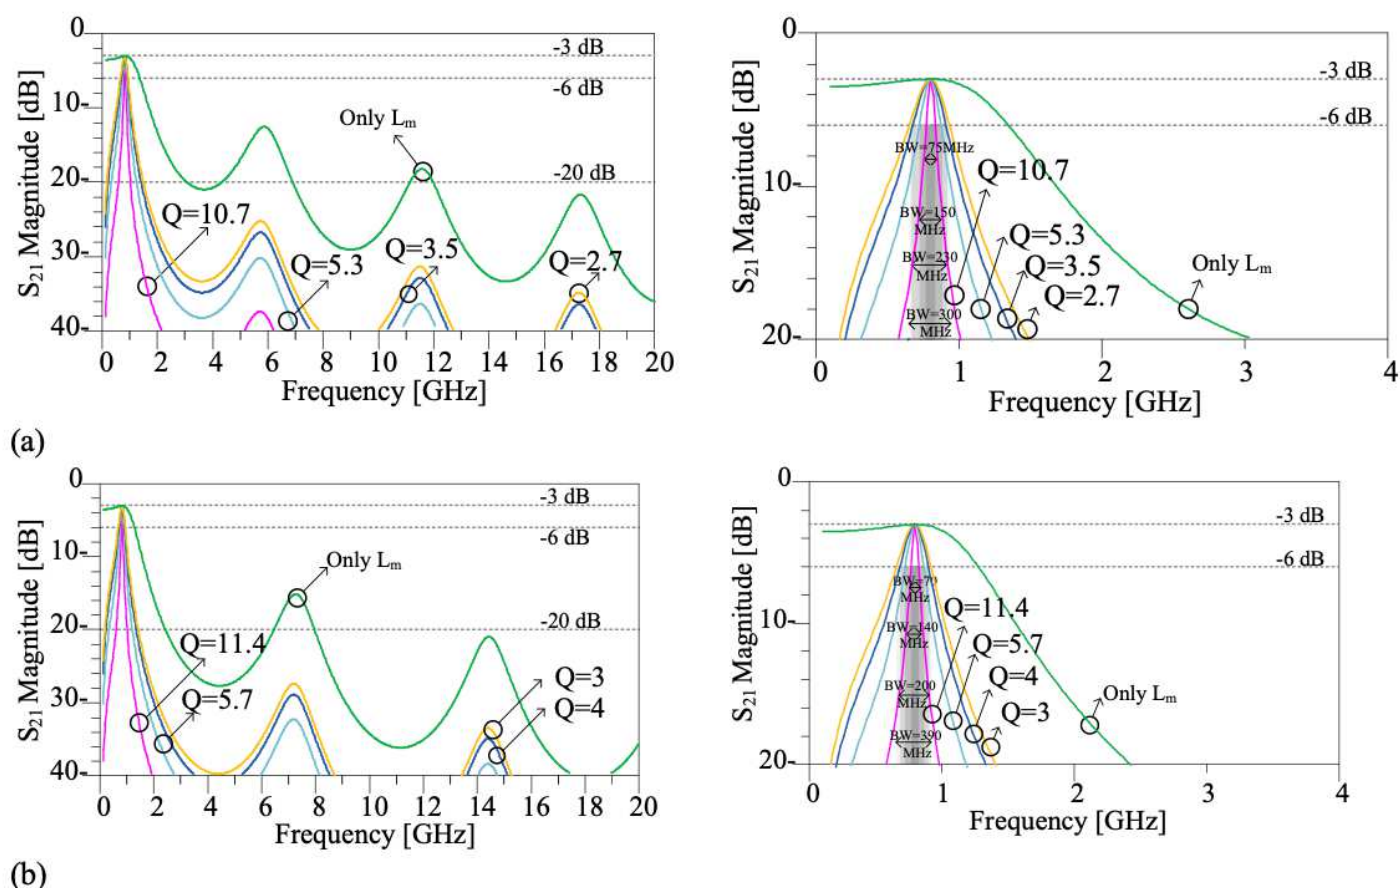 0
-3 dB
-6 dB
10-
Only Lₘ
20-
-20 dB
Q=10.7
Q=3.5
Q=5.3
Q=2.7
30-
40-
S₂₁ Magnitude [dB]
0 2 4 6 8 10 12 14 16 18 20
Frequency [GHz]
0
-3 dB
-6 dB
BW=75MHz
Q=10.7
10-
BW=150
MHz
Q=5.3
BW=230
MHz
Q=3.5
Only Lₘ
Q=2.7
BW=300
MHz
20-
S₂₁ Magnitude [dB]
0 1 2 3 4
Frequency [GHz]
(a)
0
-3 dB
-6 dB
10-
Only Lₘ
20-
-20 dB
Q=11.4
Q=5.7
Q=3
Q=4
30-
40-
S₂₁ Magnitude [dB]
0 2 4 6 8 10 12 14 16 18 20
Frequency [GHz]
0
-3 dB
-6 dB
MHz
Q=11.4
10-
BW=140
MHz
Q=5.7
Q=4
BW=200
MHz
Only Lₘ
Q=3
BW=390
MHz
20-
S₂₁ Magnitude [dB]
0 1 2 3 4
Frequency [GHz]
(b)